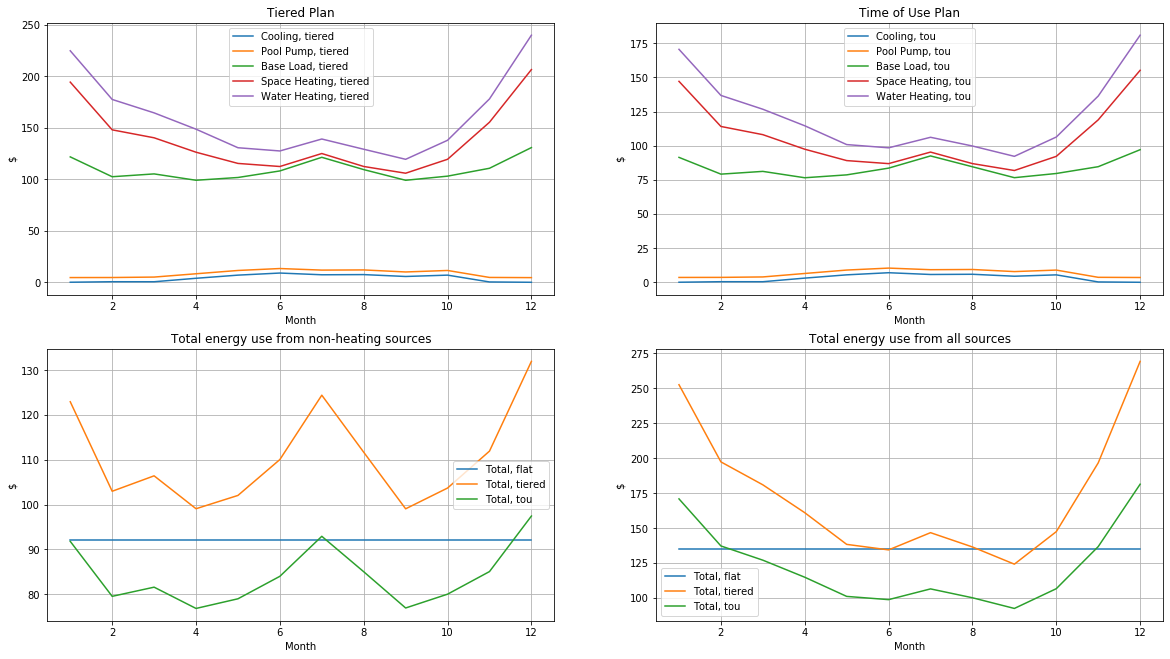 Tiered Plan
250
200
150
100
50
0
$
2
4
6
8
10
12
Month
Cooling, tiered
Pool Pump, tiered
Base Load, tiered
Space Heating, tiered
Water Heating, tiered
Time of Use Plan
175
150
125
100
75
50
25
0
$
2
4
6
8
10
12
Month
Cooling, tou
Pool Pump, tou
Base Load, tou
Space Heating, tou
Water Heating, tou
Total energy use from non-heating sources
130
120
110
100
90
80
$
2
4
6
8
10
12
Month
Total, flat
Total, tiered
Total, tou
Total energy use from all sources
275
250
225
200
175
150
125
100
$
2
4
6
8
10
12
Month
Total, flat
Total, tiered
Total, tou